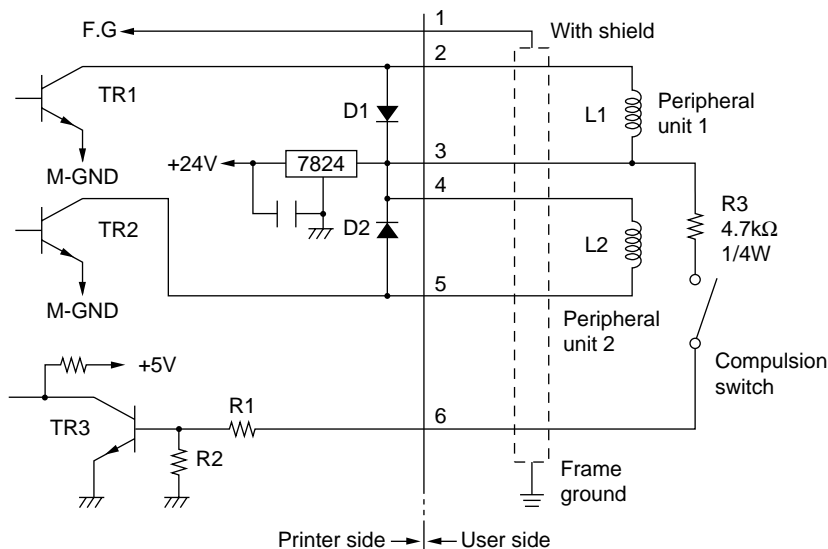 F.G
1
With shield
2
TR1
D1
L1
Peripheral
unit 1
M-GND
+24V
7824
3
4
TR2
D2
L2
R3
4.7kΩ
1/4W
M-GND
5
Peripheral
unit 2
Compulsion
switch
+5V
TR3
R1
6
R2
Frame
ground
Printer side
User side